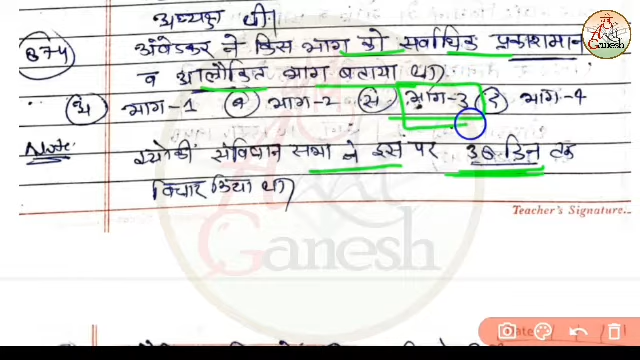 अध्यक्ष थी।
874 अंबेडकर ने किस भाग को सर्वाधिक प्रकाशमान
व आलौकित भाग बताया था।
अ भाग-1 ब भाग-2 स भाग-3 द भाग-4
Note: क्योकी संविधान सभा ने इस पर 38 दिन तक
विचार किया था।
Teacher's Signature...
Ganesh
Ganesh